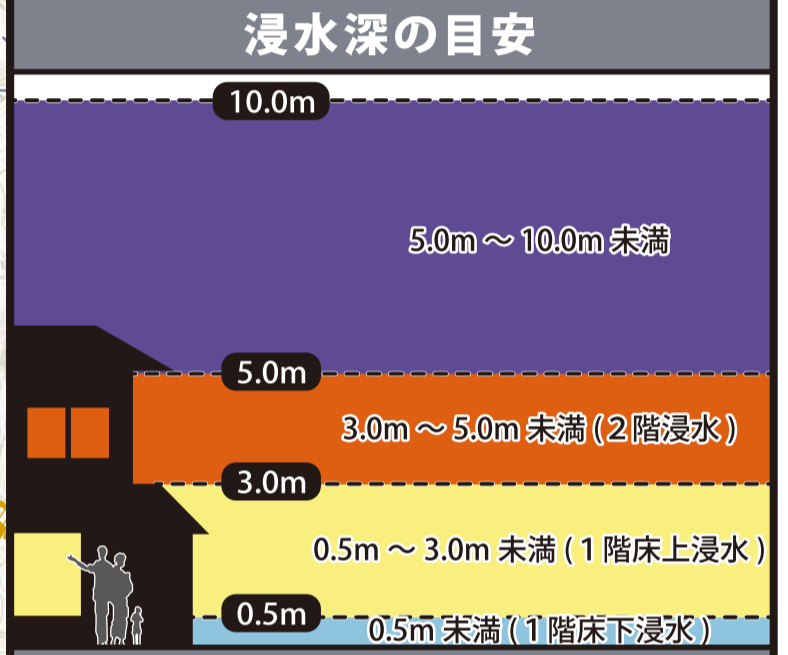 浸水深の目安
10.0m
5.0m ～ 10.0m 未満
5.0m
3.0m ～ 5.0m 未満 ( 2 階浸水 )
3.0m
0.5m ～ 3.0m 未満 ( 1 階床上浸水 )
0.5m
0.5m 未満 ( 1 階床下浸水 )